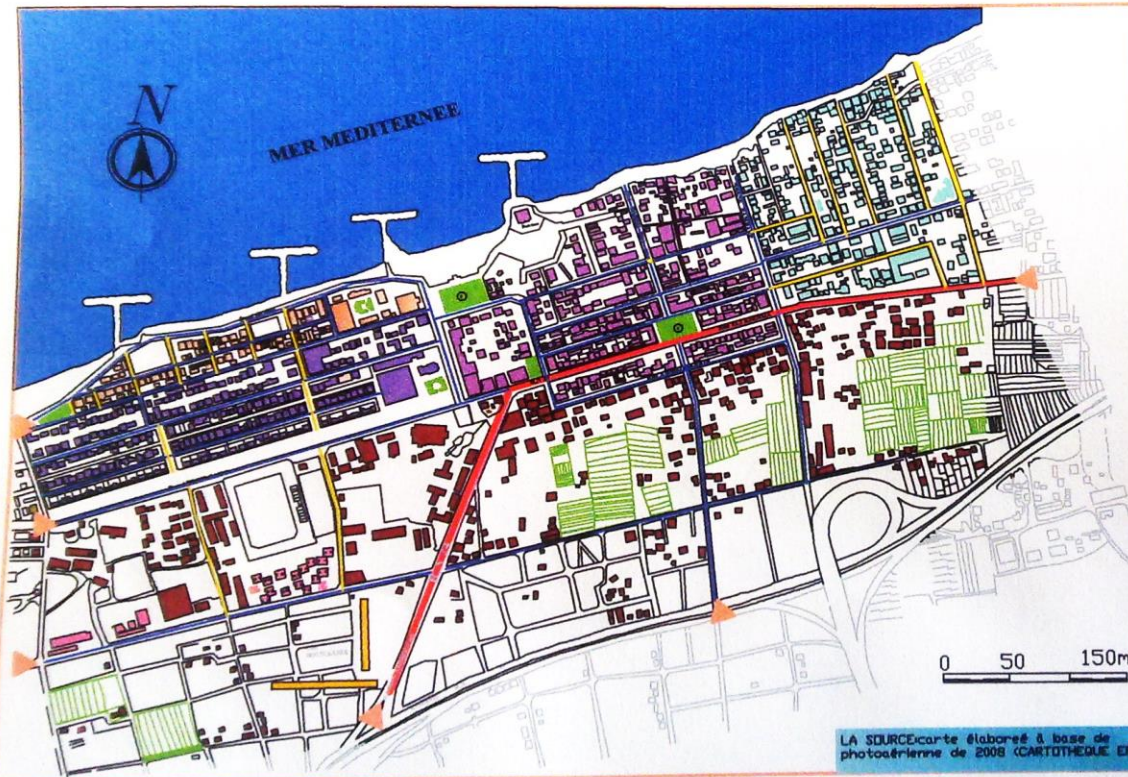 N
MER MEDITERNEE
0 50 150m
LA SOURCE:carte élaboreé à base de
photoaérienne de 2008 (CARTOTHEQUE